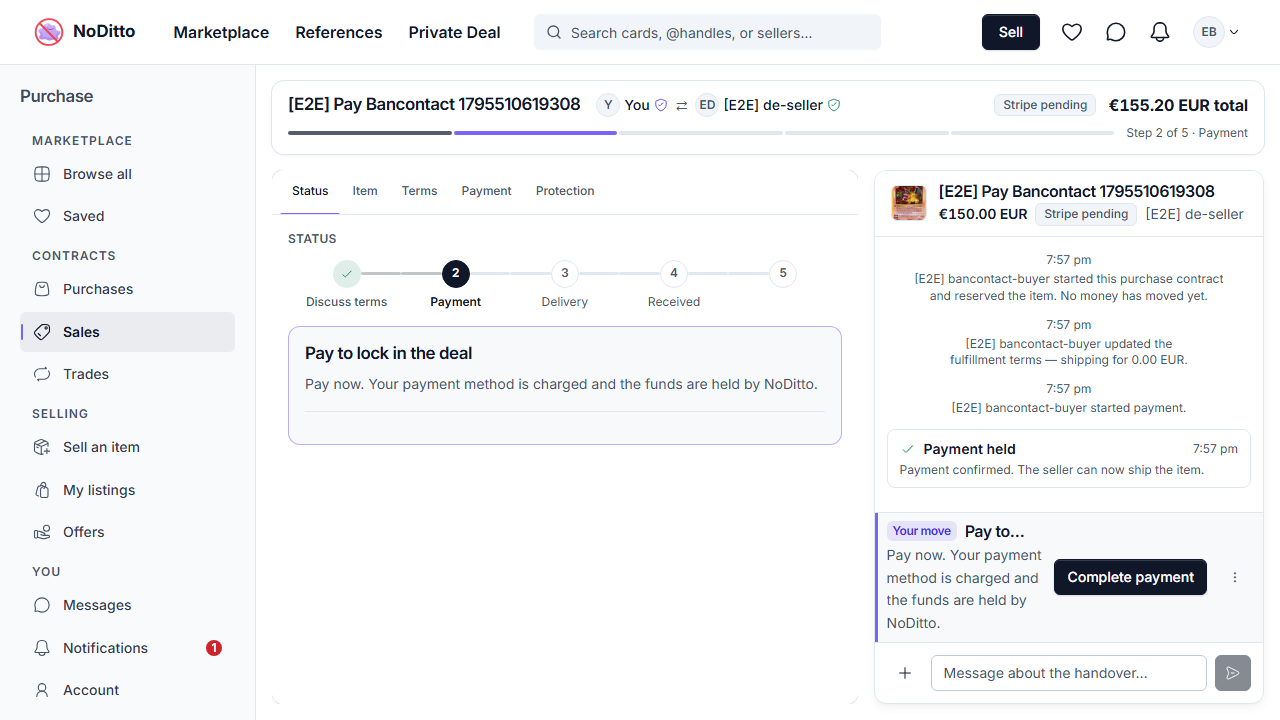 NoDitto
Marketplace
References
Private Deal
Search cards, @handles, or sellers...
Sell
EB
Purchase
MARKETPLACE
Browse all
Saved
CONTRACTS
Purchases
Sales
Trades
SELLING
Sell an item
My listings
Offers
YOU
Messages
Notifications
1
Account
[E2E] Pay Bancontact 1795510619308
Y You
ED [E2E] de-seller
Stripe pending
€155.20 EUR total
Step 2 of 5 · Payment
Status
Item
Terms
Payment
Protection
STATUS
2
3
4
5
Discuss terms
Payment
Delivery
Received
Pay to lock in the deal
Pay now. Your payment method is charged and the funds are held by NoDitto.
[E2E] Pay Bancontact 1795510619308
€150.00 EUR Stripe pending [E2E] de-seller
7:57 pm
[E2E] bancontact-buyer started this purchase contract
and reserved the item. No money has moved yet.
7:57 pm
[E2E] bancontact-buyer updated the
fulfillment terms — shipping for 0.00 EUR.
7:57 pm
[E2E] bancontact-buyer started payment.
Payment held
7:57 pm
Payment confirmed. The seller can now ship the item.
Your move Pay to...
Pay now. Your payment
method is charged and
the funds are held by
NoDitto.
Complete payment
Message about the handover...